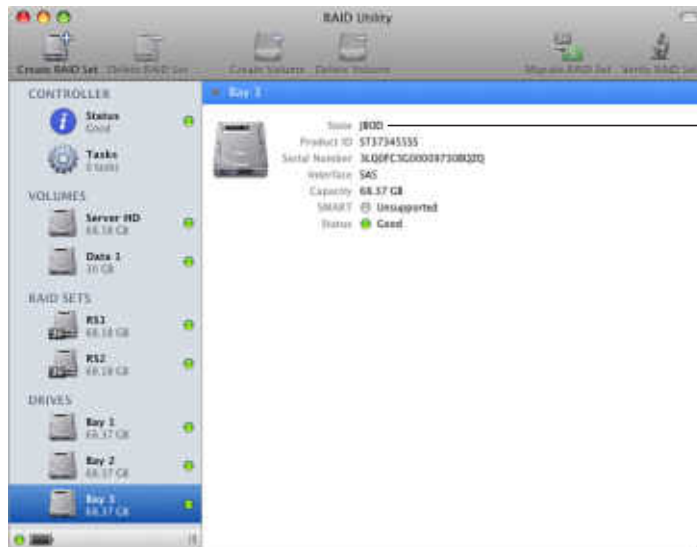 RAID Utility
Create RAID Set Delete RAID Set Create Volume Delete Volume Migrate RAID Set Verify RAID Set
CONTROLLER
Status
Good
Tasks
0 tasks
VOLUMES
Server HD
68.18 GB
Data 1
30 GB
RAID SETS
RS1
68.18 GB
RS2
68.18 GB
DRIVES
Bay 1
68.37 GB
Bay 2
68.37 GB
Bay 3
68.37 GB
Bay 3
State JBOD
Product ID ST3734555S
Serial Number
Interface SAS
Capacity 68.37 GB
SMART Unsupported
Status Good